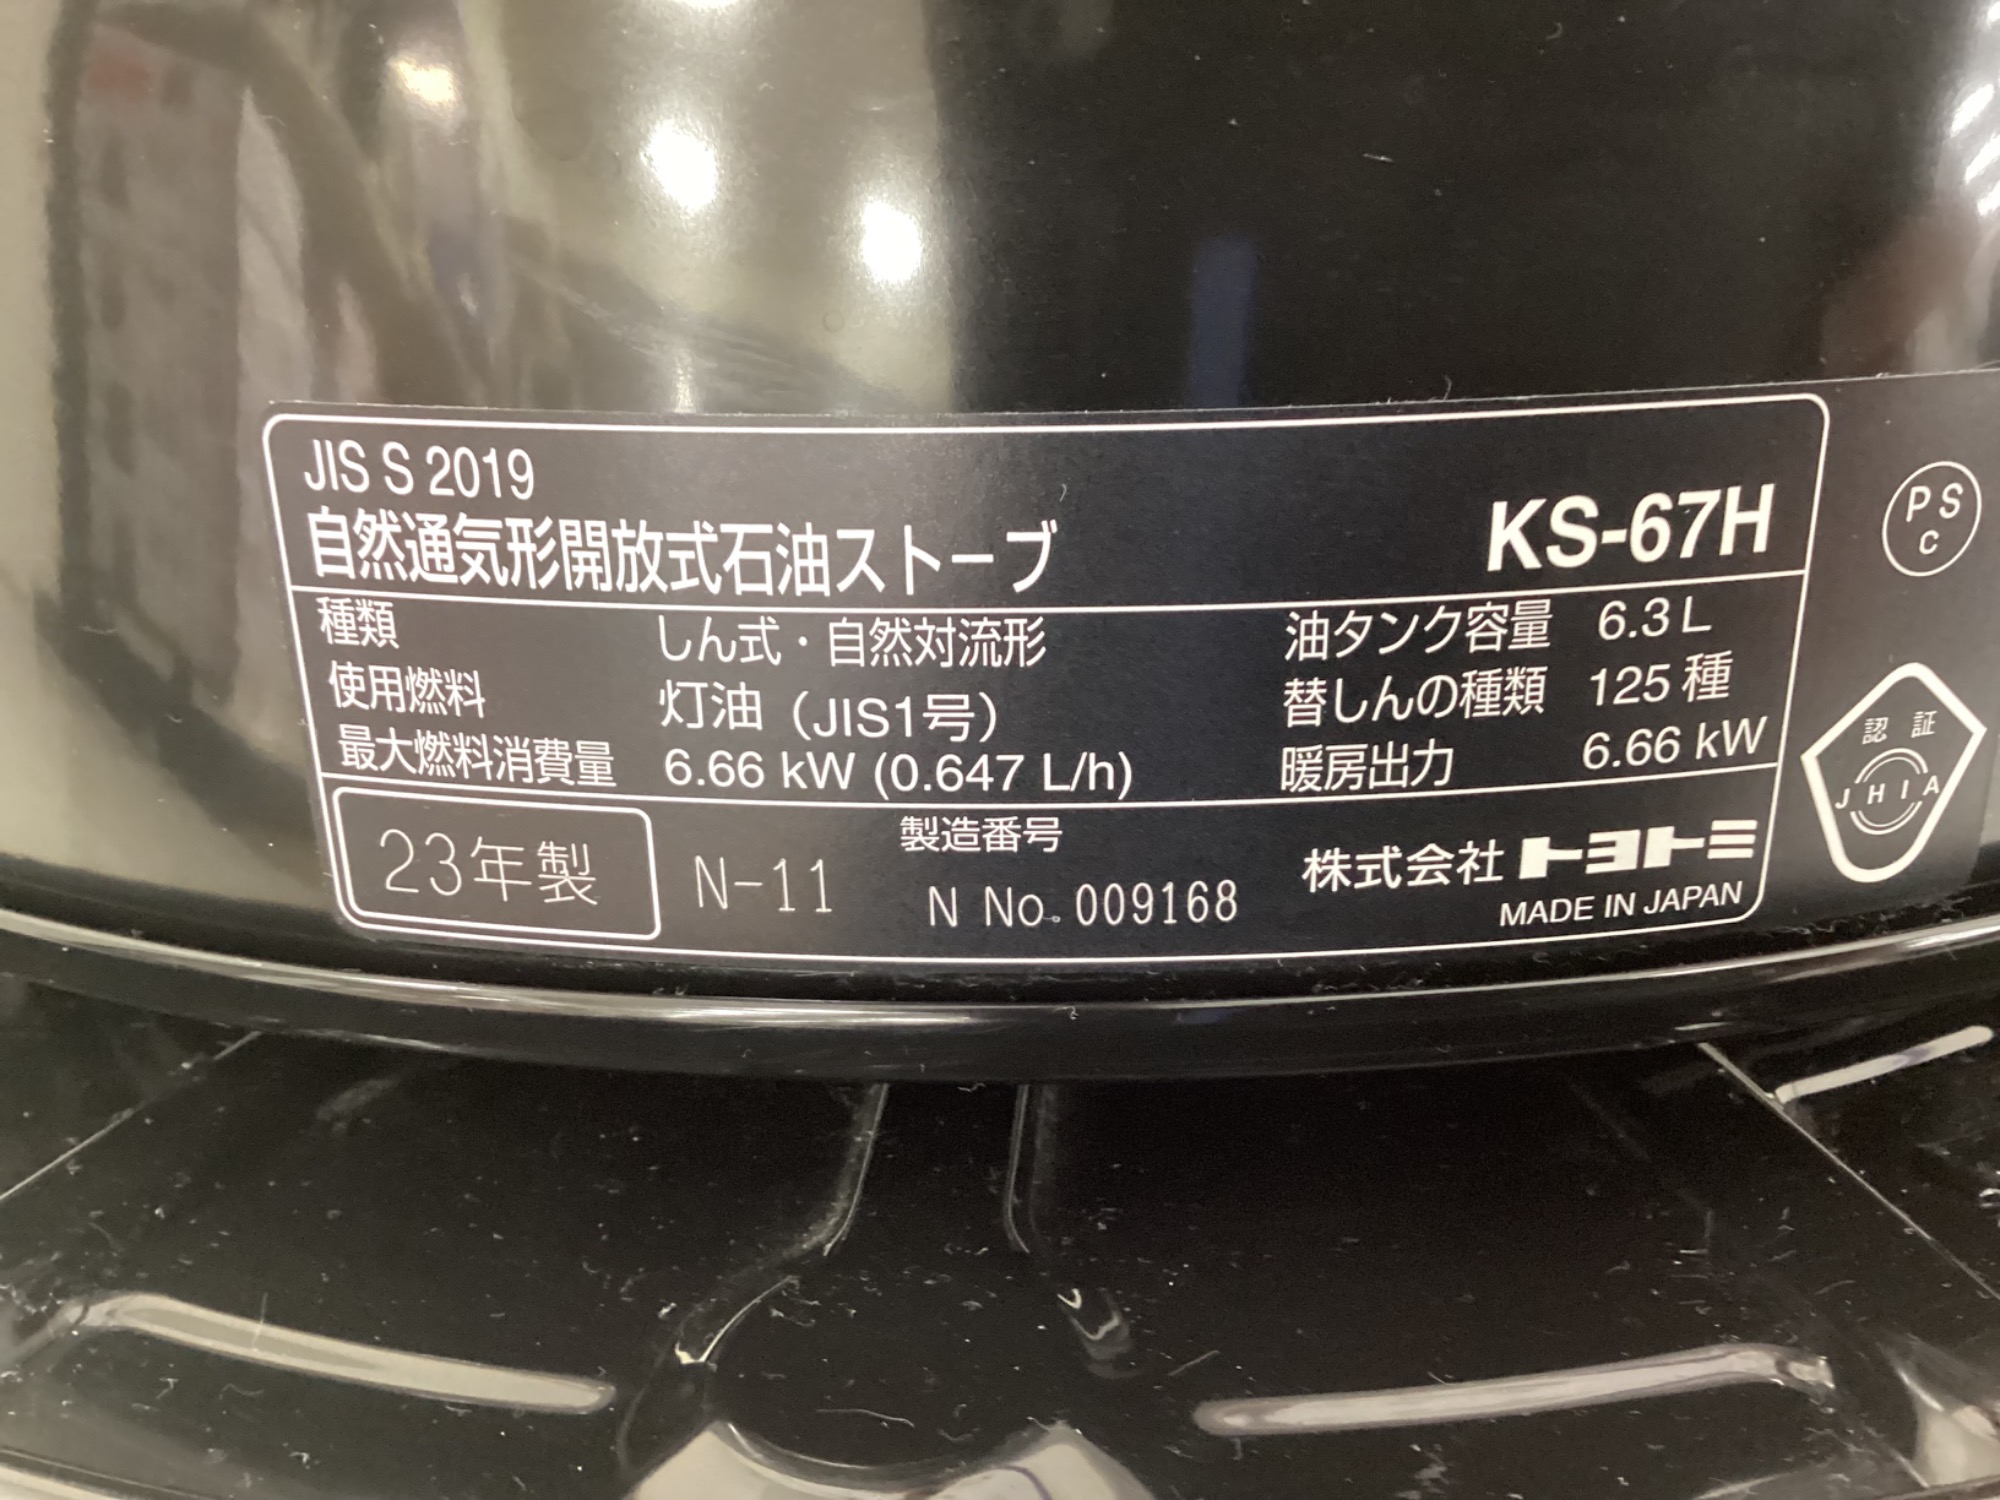 JIS S 2019
自然通気形開放式石油ストーブ KS-67H
種類 しん式・自然対流形 油タンク容量 6.3 L
使用燃料 灯油（JIS1号） 替しんの種類 125 種
最大燃料消費量 6.66 kW (0.647 L/h) 暖房出力 6.66 kW
23年製 N-11 製造番号 N No. 009168
株式会社トヨトミ
MADE IN JAPAN
PS
C
認証
JHIA